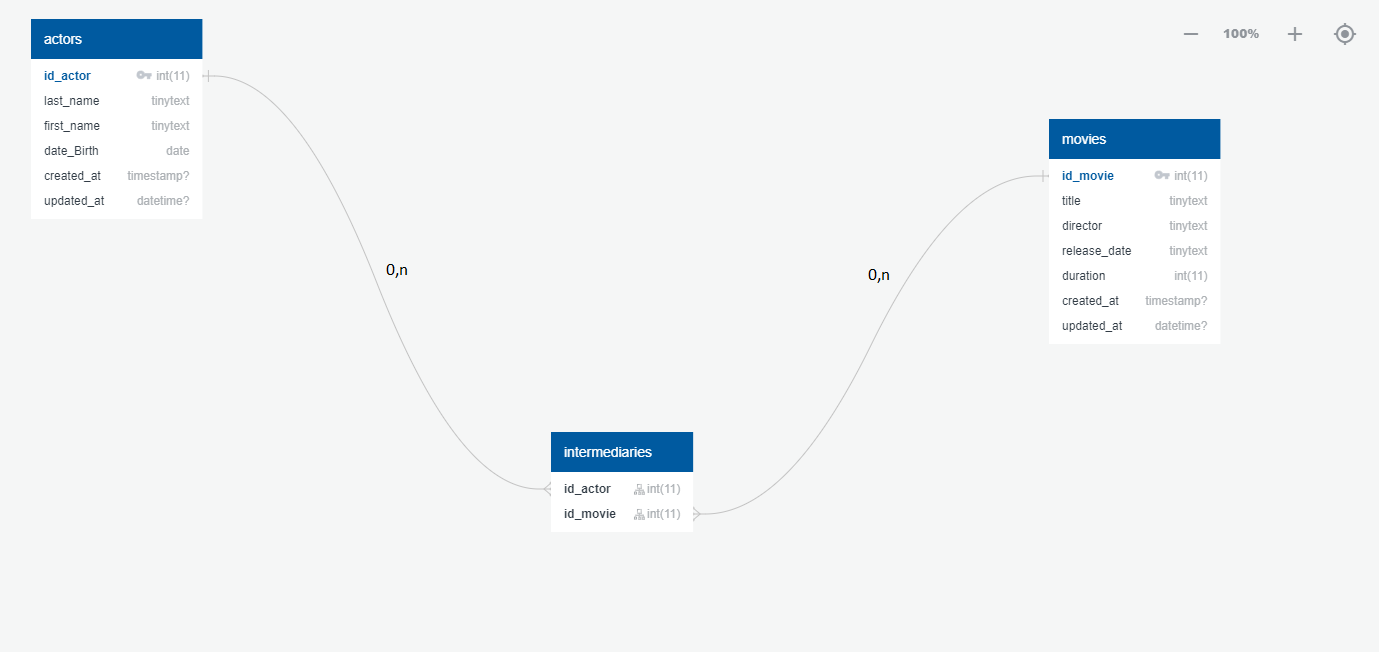 actors
id_actor int(11)
last_name tinytext
first_name tinytext
date_Birth date
created_at timestamp?
updated_at datetime?
100%
movies
id_movie int(11)
title tinytext
director tinytext
release_date tinytext
duration int(11)
created_at timestamp?
updated_at datetime?
0,n
0,n
intermediaries
id_actor int(11)
id_movie int(11)